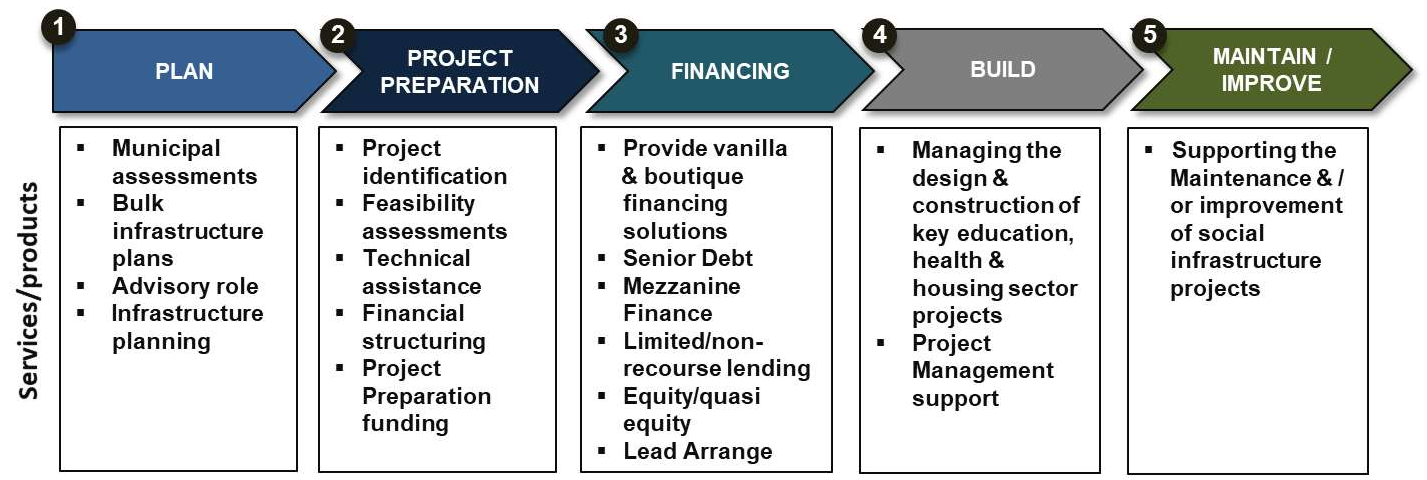 1
PLAN
2
PROJECT
PREPARATION
3
FINANCING
4
BUILD
5
MAINTAIN /
IMPROVE
Services/products
▪ Municipal
assessments
▪ Bulk
infrastructure
plans
▪ Advisory role
▪ Infrastructure
planning
▪ Project
identification
▪ Feasibility
assessments
▪ Technical
assistance
▪ Financial
structuring
▪ Project
Preparation
funding
▪ Provide vanilla
& boutique
financing
solutions
▪ Senior Debt
▪ Mezzanine
Finance
▪ Limited/non-
recourse lending
▪ Equity/quasi
equity
▪ Lead Arrange
▪ Managing the
design &
construction of
key education,
health &
housing sector
projects
▪ Project
Management
support
▪ Supporting the
Maintenance & /
or improvement
of social
infrastructure
projects